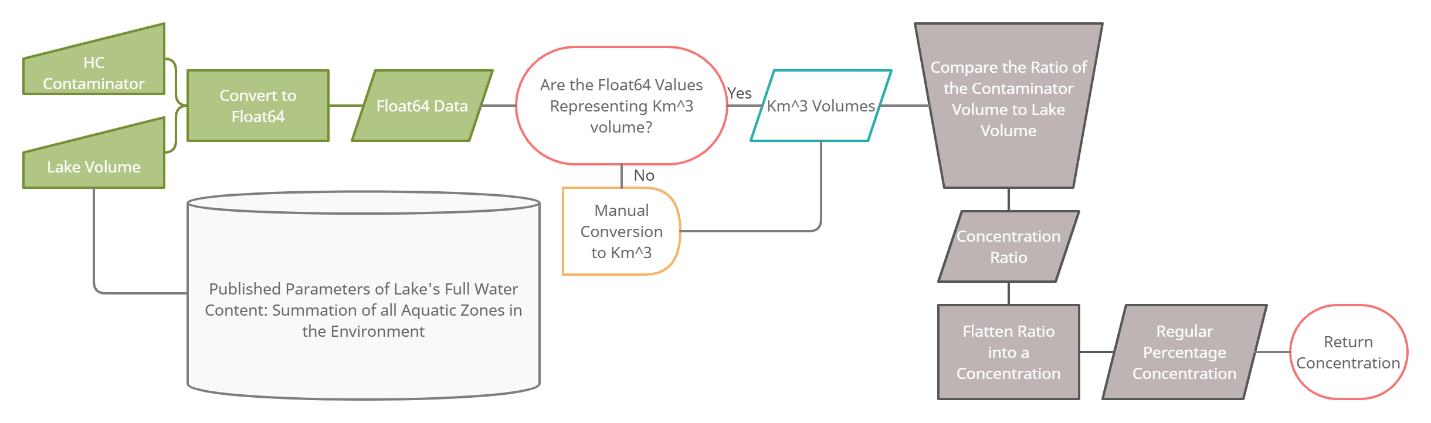 HC
Contaminator
Lake Volume
Convert to
Float64
Float64 Data
Are the Float64 Values
Representing Km^3
volume?
Yes
No
Manual
Conversion
to Km^3
Km^3 Volumes
Published Parameters of Lake's Full Water
Content: Summation of all Aquatic Zones in
the Environment
Compare the Ratio of
the Contaminator
Volume to Lake
Volume
Concentration
Ratio
Flatten Ratio
into a
Concentration
Regular
Percentage
Concentration
Return
Concentration